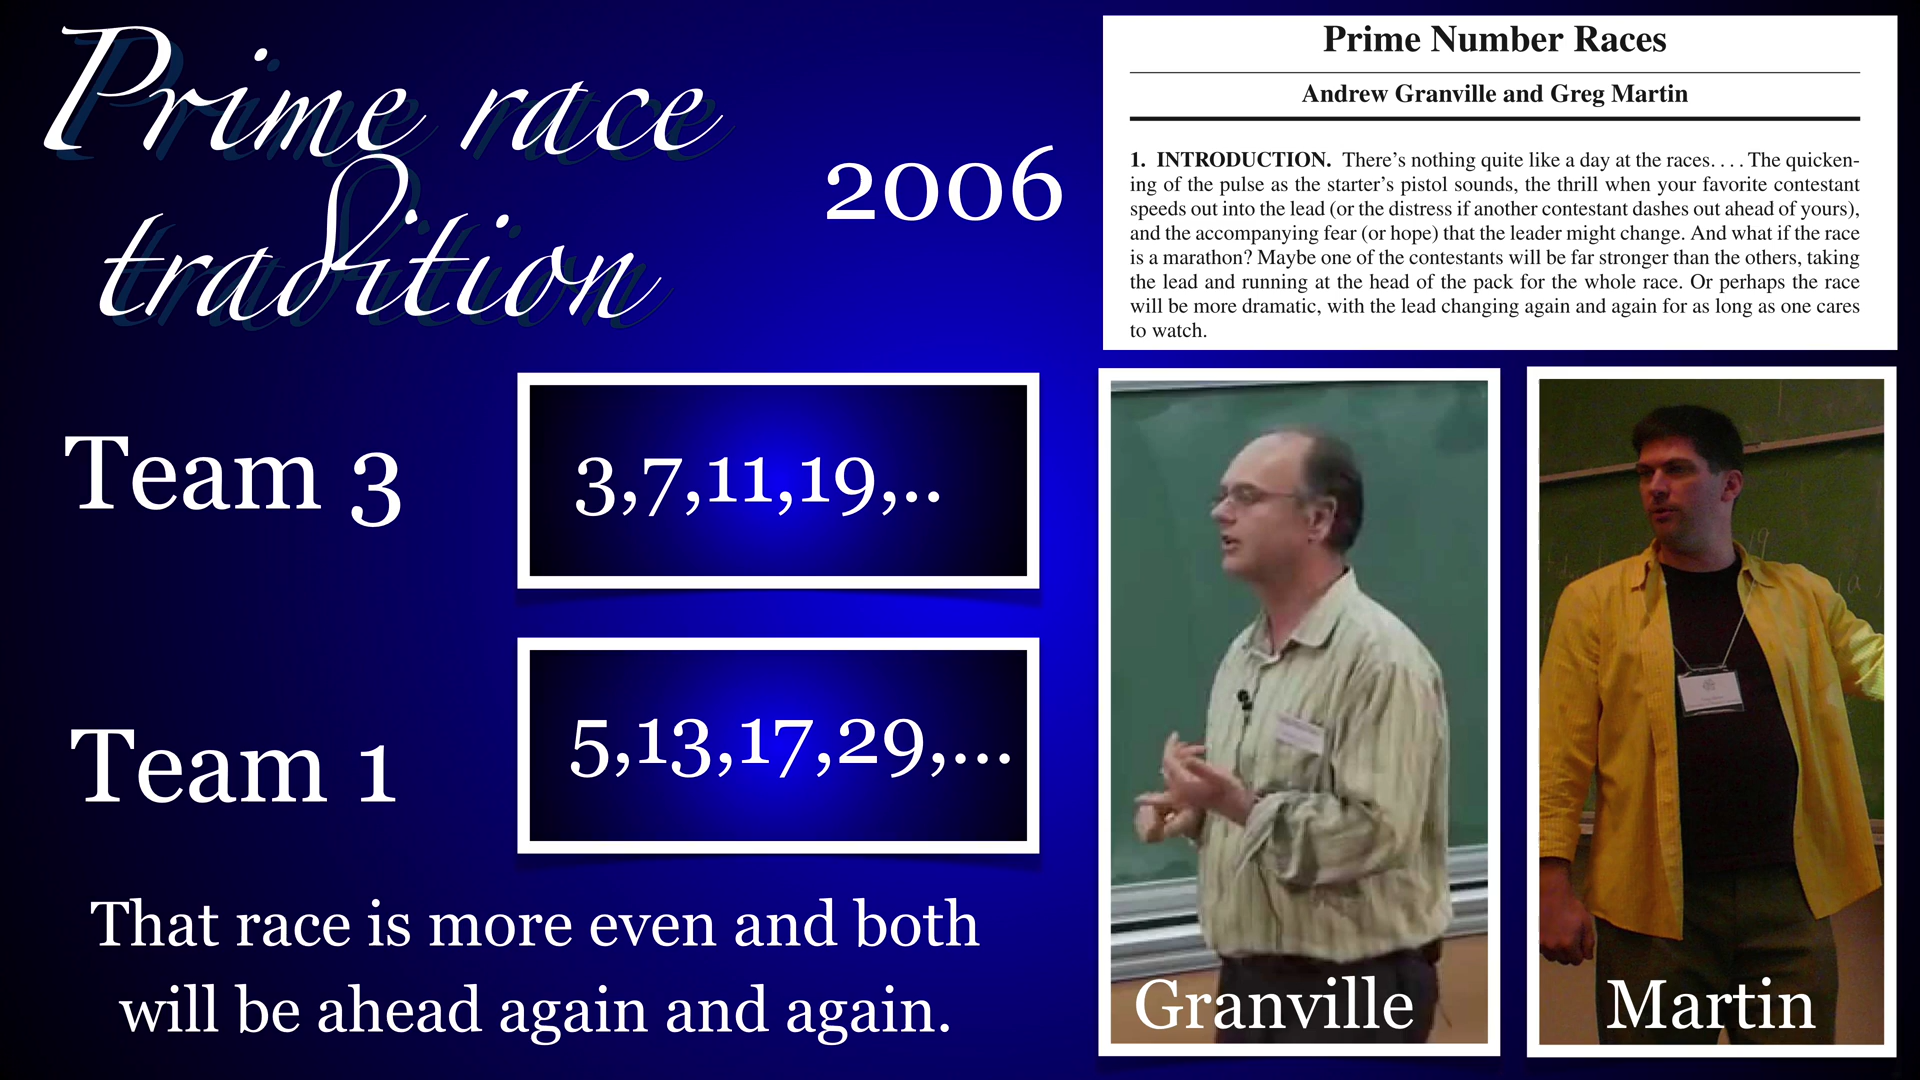 Prime race
tradition
2006
Prime Number Races
Andrew Granville and Greg Martin
1. INTRODUCTION. There's nothing quite like a day at the races. . . . The quicken-
ing of the pulse as the starter's pistol sounds, the thrill when your favorite contestant
speeds out into the lead (or the distress if another contestant dashes out ahead of yours),
and the accompanying fear (or hope) that the leader might change. And what if the race
is a marathon? Maybe one of the contestants will be far stronger than the others, taking
the lead and running at the head of the pack for the whole race. Or perhaps the race
will be more dramatic, with the lead changing again and again for as long as one cares
to watch.
Team 3
3,7,11,19,..
Team 1
5,13,17,29,...
That race is more even and both
will be ahead again and again.
Granville
Martin